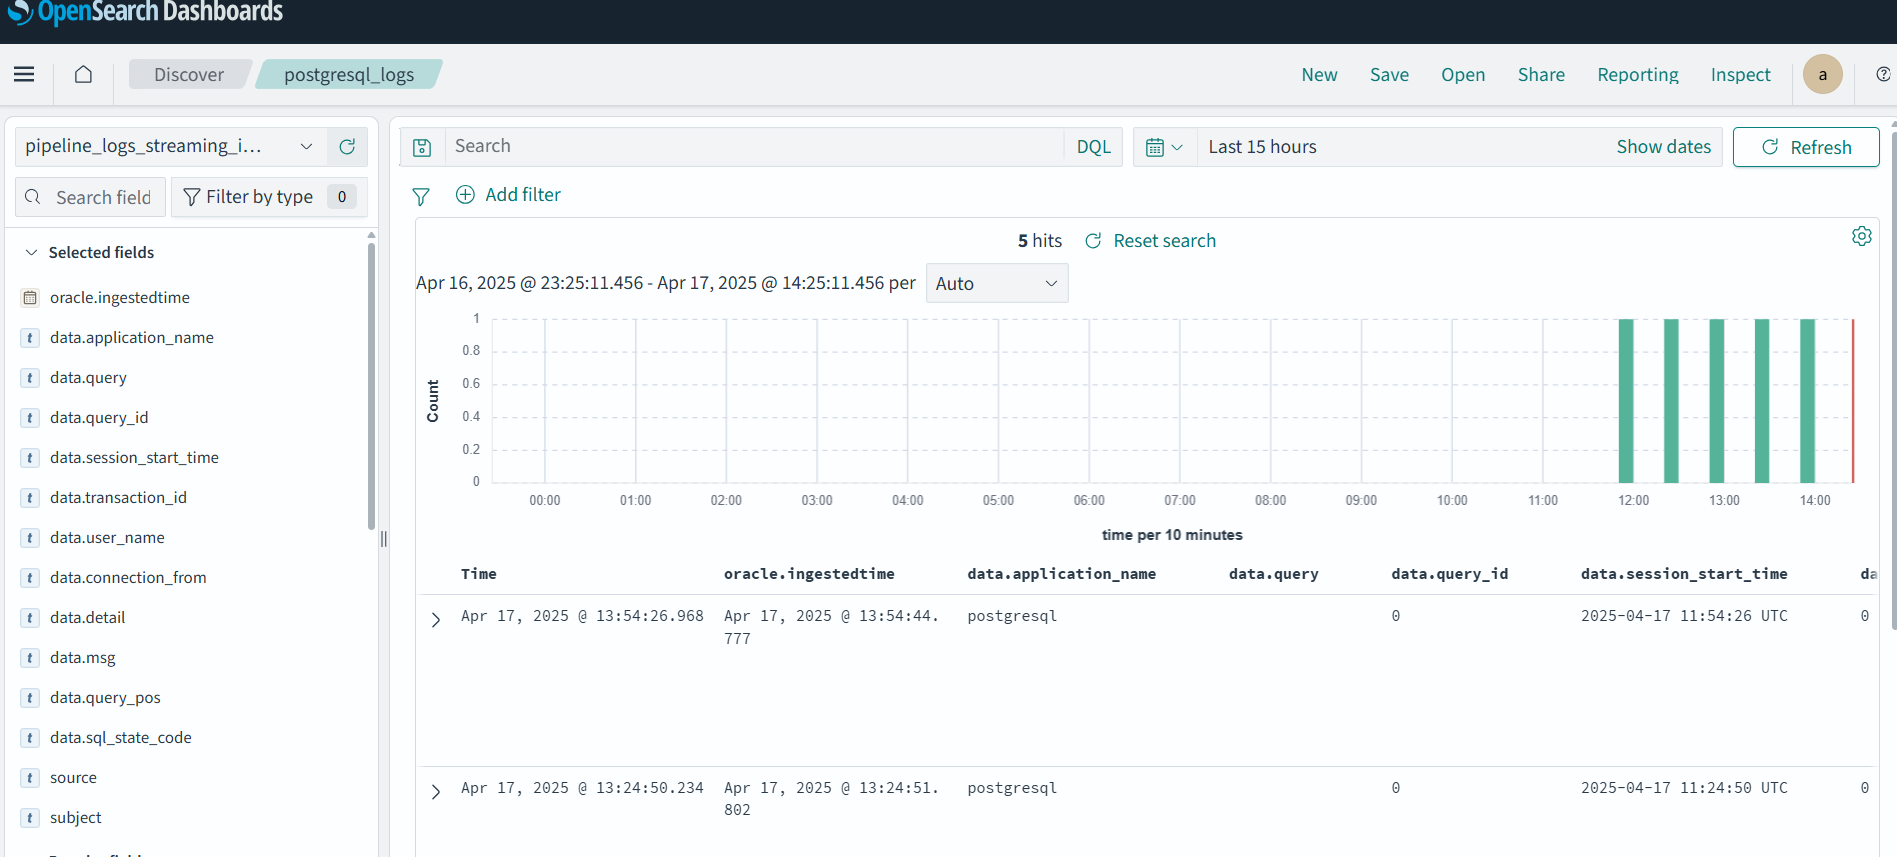 OpenSearch Dashboards
Discover
postgresql_logs
New
Save
Open
Share
Reporting
Inspect
a
pipeline_logs_streaming_i...
Search
DQL
Last 15 hours
Show dates
Refresh
Search field
Filter by type 0
Add filter
Selected fields
oracle.ingestedtime
data.application_name
data.query
data.query_id
data.session_start_time
data.transaction_id
data.user_name
data.connection_from
data.detail
data.msg
data.query_pos
data.sql_state_code
source
subject
5 hits
Reset search
Apr 16, 2025 @ 23:25:11.456 - Apr 17, 2025 @ 14:25:11.456 per
Auto
Count
1
0.8
0.6
0.4
0.2
0
00:00 01:00 02:00 03:00 04:00 05:00 06:00 07:00 08:00 09:00 10:00 11:00 12:00 13:00 14:00
time per 10 minutes
Time oracle.ingestedtime data.application_name data.query data.query_id data.session_start_time da
Apr 17, 2025 @ 13:54:26.968 Apr 17, 2025 @ 13:54:44. postgresql 0 2025-04-17 11:54:26 UTC 0
777
Apr 17, 2025 @ 13:24:50.234 Apr 17, 2025 @ 13:24:51. postgresql 0 2025-04-17 11:24:50 UTC 0
802